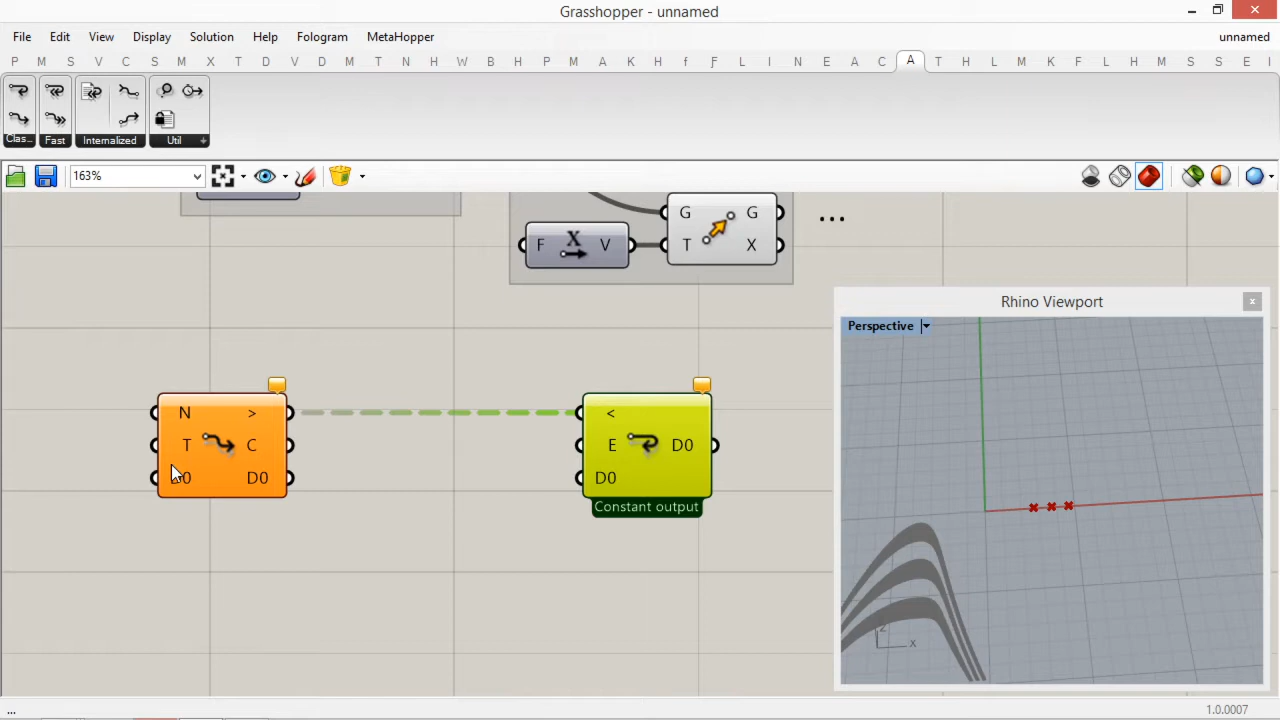 Grasshopper - unnamed
File Edit View Display Solution Help Fologram MetaHopper unnamed
P M S V C S M X T D V D M T N H W B H P M A K H f Ƒ L N E A C A T H L M K F L H M S S E I
Clas... Fast Internalized Util
163%
G G
F X V T X
...
Rhino Viewport
Perspective
N > <
T C E D0
D0 D0 D0
Constant output
Z
x
...
1.0.0007